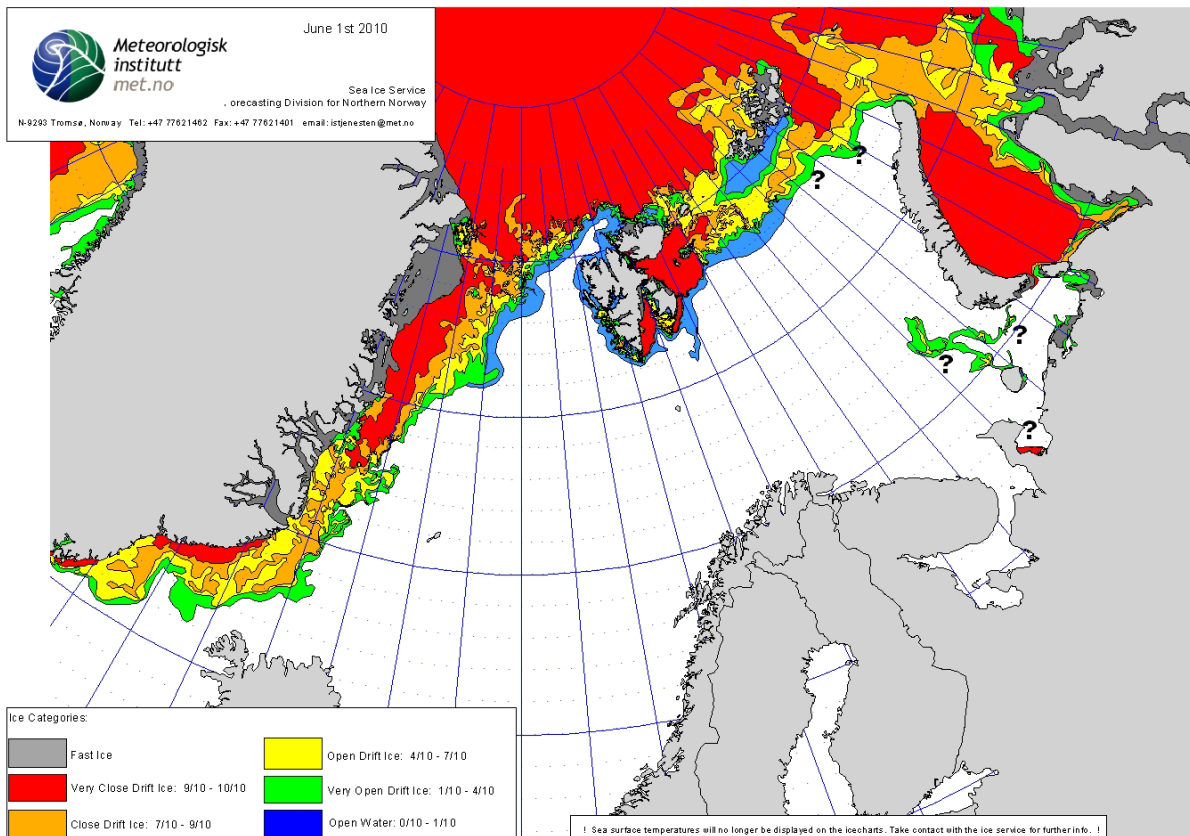 June 1st 2010
Meteorologisk
institutt
met.no
Sea Ice Service
. orecasting Division for Northern Norway
N-9293 Tromsø, Norway Tel: +47 77621462 Fax: +47 77621401 email: istjenesten@met.no
?
?
?
?
?
Ice Categories:
Fast Ice
Open Drift Ice: 4/10 - 7/10
Very Close Drift Ice: 9/10 - 10/10
Very Open Drift Ice: 1/10 - 4/10
Close Drift Ice: 7/10 - 9/10
Open Water: 0/10 - 1/10
! Sea surface temperatures will no longer be displayed on the icecharts. Take contact with the ice service for further info. !